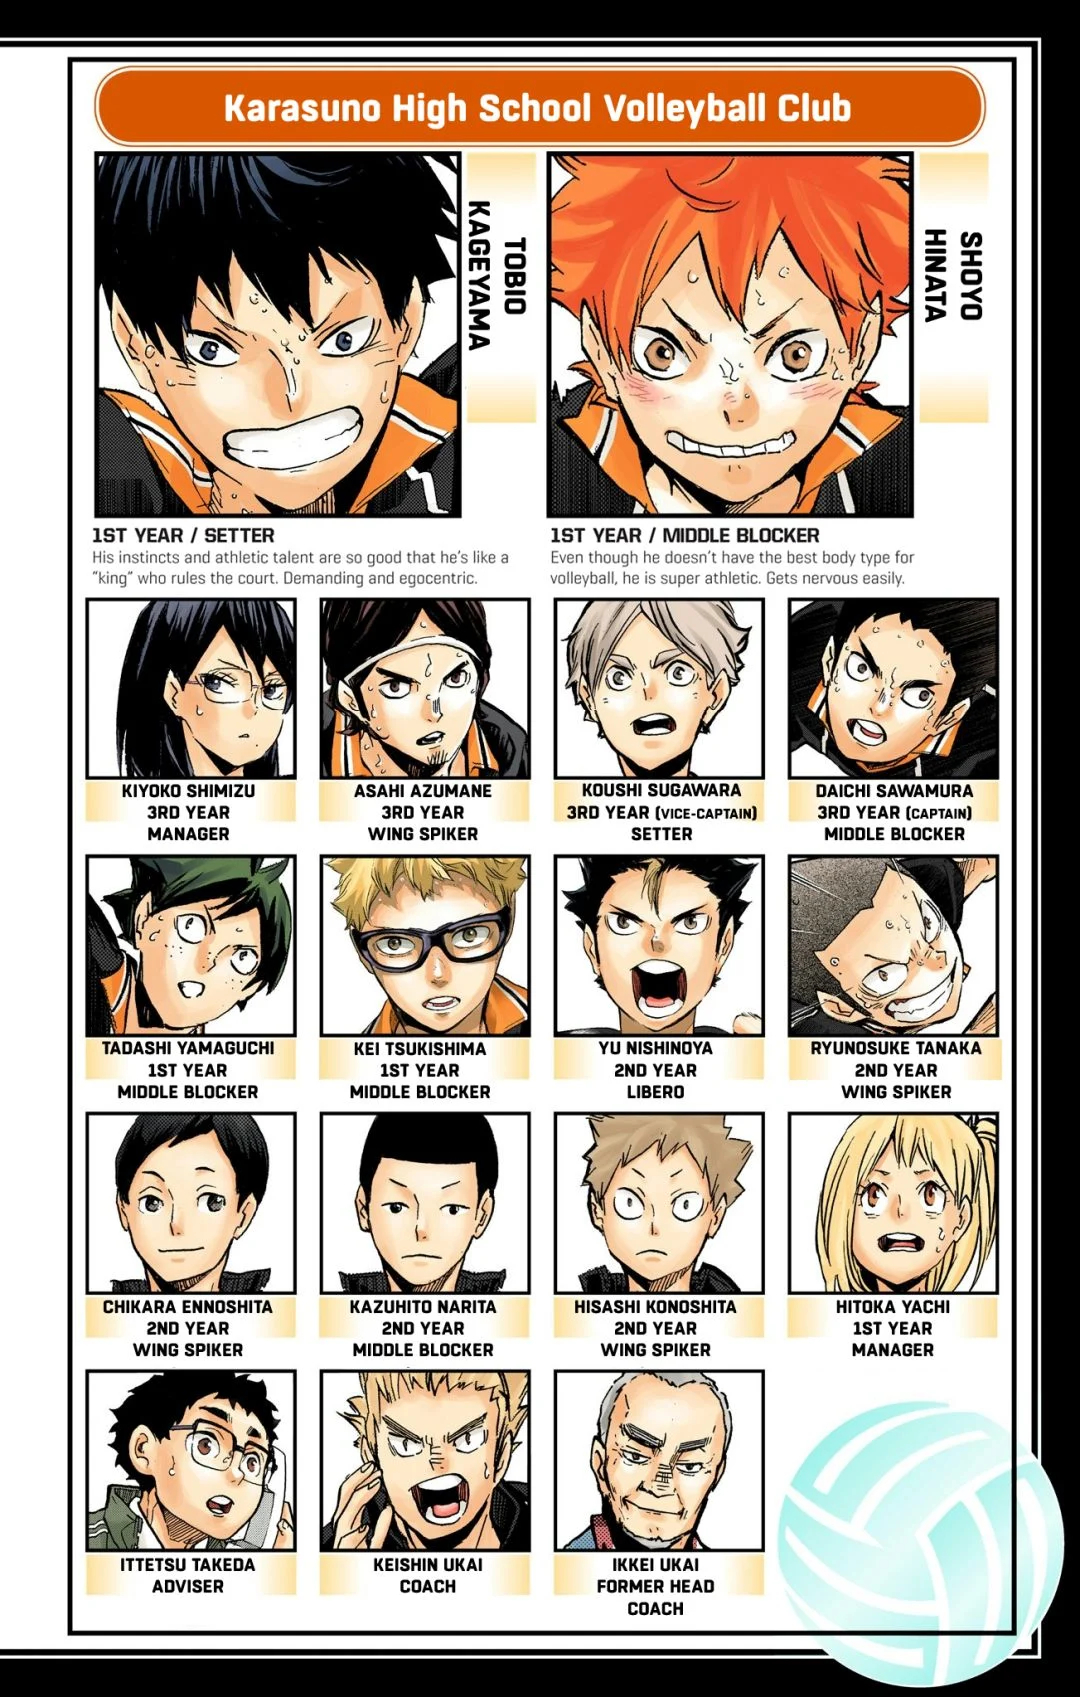 Karasuno High School Volleyball Club
TOBIO
KAGEYAMA
SHOYO
HINATA
1ST YEAR / SETTER
His instincts and athletic talent are so good that he's like a
"king" who rules the court. Demanding and egocentric.
1ST YEAR / MIDDLE BLOCKER
Even though he doesn't have the best body type for
volleyball, he is super athletic. Gets nervous easily.
KIYOKO SHIMIZU
3RD YEAR
MANAGER
ASAHI AZUMANE
3RD YEAR
WING SPIKER
KOUSHI SUGAWARA
3RD YEAR (VICE-CAPTAIN)
SETTER
DAICHI SAWAMURA
3RD YEAR (CAPTAIN)
MIDDLE BLOCKER
TADASHI YAMAGUCHI
1ST YEAR
MIDDLE BLOCKER
KEI TSUKISHIMA
1ST YEAR
MIDDLE BLOCKER
YU NISHINOYA
2ND YEAR
LIBERO
RYUNOSUKE TANAKA
2ND YEAR
WING SPIKER
CHIKARA ENNOSHITA
2ND YEAR
WING SPIKER
KAZUHITO NARITA
2ND YEAR
MIDDLE BLOCKER
HISASHI KONOSHITA
2ND YEAR
WING SPIKER
HITOKA YACHI
1ST YEAR
MANAGER
ITTETSU TAKEDA
ADVISER
KEISHIN UKAI
COACH
IKKEI UKAI
FORMER HEAD
COACH